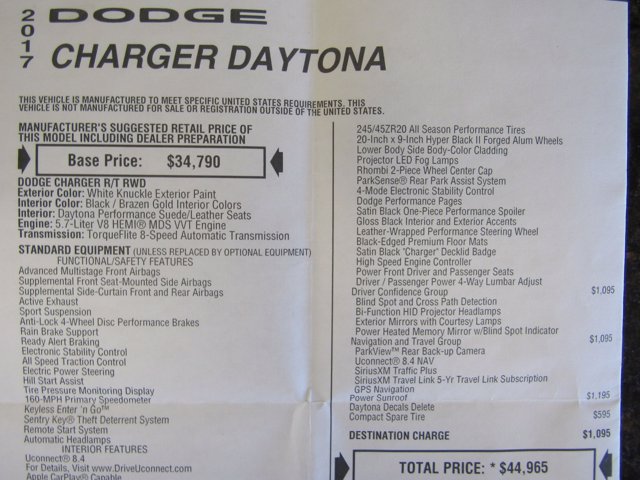 2017
DODGE
CHARGER DAYTONA
THIS VEHICLE IS MANUFACTURED TO MEET SPECIFIC UNITED STATES REQUIREMENTS. THIS
VEHICLE IS NOT MANUFACTURED FOR SALE OR REGISTRATION OUTSIDE OF THE UNITED STATES.
MANUFACTURER'S SUGGESTED RETAIL PRICE OF
THIS MODEL INCLUDING DEALER PREPARATION
Base Price: $34,790
DODGE CHARGER R/T RWD
Exterior Color: White Knuckle Exterior Paint
Interior Color: Black / Brazen Gold Interior Colors
Interior: Daytona Performance Suede/Leather Seats
Engine: 5.7-Liter V8 HEMI® MDS VVT Engine
Transmission: TorqueFlite 8-Speed Automatic Transmission
STANDARD EQUIPMENT (UNLESS REPLACED BY OPTIONAL EQUIPMENT)
FUNCTIONAL/SAFETY FEATURES
Advanced Multistage Front Airbags
Supplemental Front Seat-Mounted Side Airbags
Supplemental Side-Curtain Front and Rear Airbags
Active Exhaust
Sport Suspension
Anti-Lock 4-Wheel Disc Performance Brakes
Rain Brake Support
Ready Alert Braking
Electronic Stability Control
All Speed Traction Control
Electric Power Steering
Hill Start Assist
Tire Pressure Monitoring Display
160-MPH Primary Speedometer
Keyless Enter 'n Go™
Sentry Key® Theft Deterrent System
Remote Start System
Automatic Headlamps
INTERIOR FEATURES
Uconnect® 8.4
For Details, Visit www.DriveUconnect.com
Apple CarPlay® Capable
245/45ZR20 All Season Performance Tires
20-Inch x 9-Inch Hyper Black II Forged Alum Wheels
Lower Body Side Body-Color Cladding
Projector LED Fog Lamps
Rhombi 2-Piece Wheel Center Cap
ParkSense® Rear Park Assist System
4-Mode Electronic Stability Control
Dodge Performance Pages
Satin Black One-Piece Performance Spoiler
Gloss Black Interior and Exterior Accents
Leather-Wrapped Performance Steering Wheel
Black-Edged Premium Floor Mats
Satin Black "Charger" Decklid Badge
High Speed Engine Controller
Power Front Driver and Passenger Seats
Driver / Passenger Power 4-Way Lumbar Adjust
Driver Confidence Group $1,095
Blind Spot and Cross Path Detection
Bi-Function HID Projector Headlamps
Exterior Mirrors with Courtesy Lamps
Power Heated Memory Mirror w/Blind Spot Indicator
Navigation and Travel Group $1,095
ParkView™ Rear Back-up Camera
Uconnect® 8.4 NAV
SiriusXM Traffic Plus
SiriusXM Travel Link 5-Yr Travel Link Subscription
GPS Navigation
Power Sunroof $1,195
Daytona Decals Delete
Compact Spare Tire $595
DESTINATION CHARGE $1,095
TOTAL PRICE: * $44,965